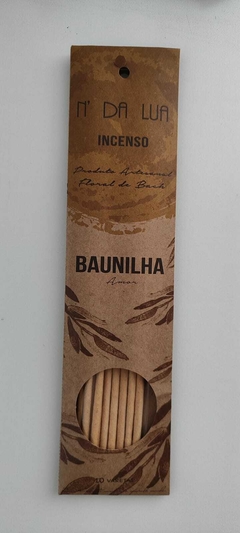 N' DA LUA
INCENSO
Produto Artesanal
Floral de Bach
BAUNILHA
Amor